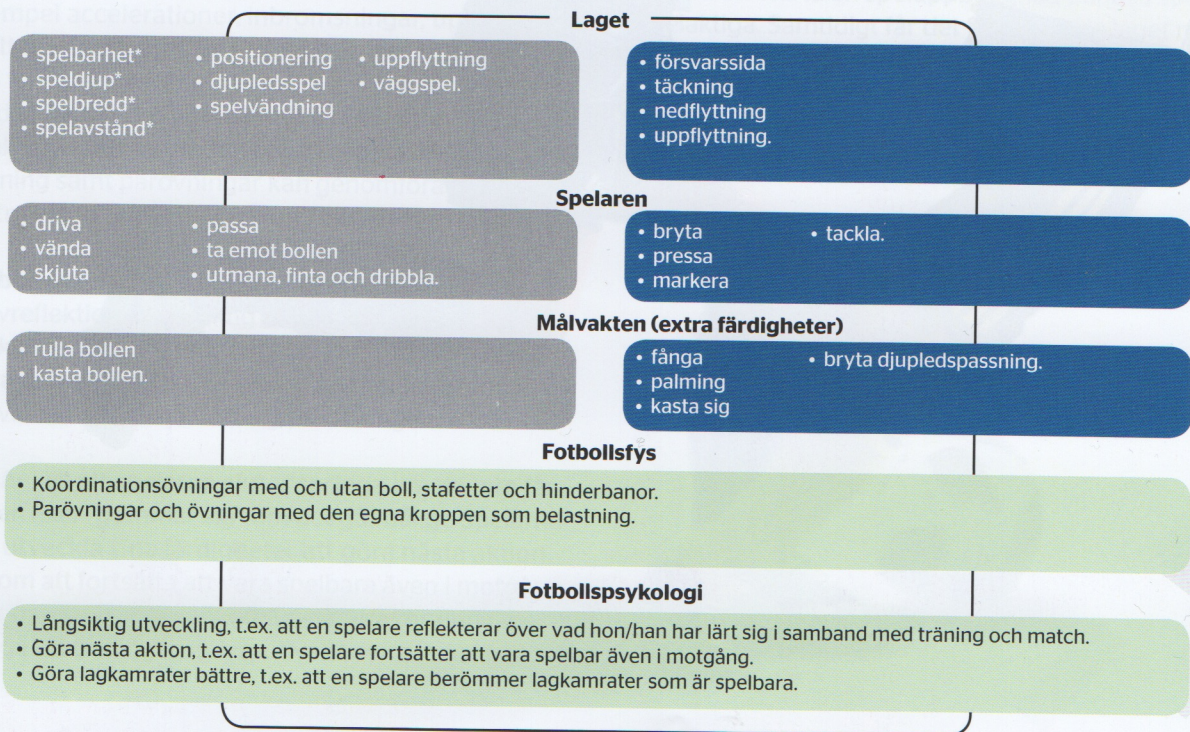 Laget
• spelbarhet*
• speldjup*
• spelbredd*
• spelavstånd*
• positionering
• djupledsspel
• spelvändning
• uppflyttning
• väggspel.
• försvarssida
• täckning
• nedflyttning
• uppflyttning.
Spelaren
• driva
• vända
• skjuta
• passa
• ta emot bollen
• utmana, finta och dribbla.
• bryta
• pressa
• markera
• tackla.
Målvakten (extra färdigheter)
• rulla bollen
• kasta bollen.
• fånga
• palming
• kasta sig
• bryta djupledspassning.
Fotbollsfys
• Koordinationsövningar med och utan boll, stafetter och hinderbanor.
• Parövningar och övningar med den egna kroppen som belastning.
Fotbollspsykologi
• Långsiktig utveckling, t.ex. att en spelare reflekterar över vad hon/han har lärt sig i samband med träning och match.
• Göra nästa aktion, t.ex. att en spelare fortsätter att vara spelbar även i motgång.
• Göra lagkamrater bättre, t.ex. att en spelare berömmer lagkamrater som är spelbara.